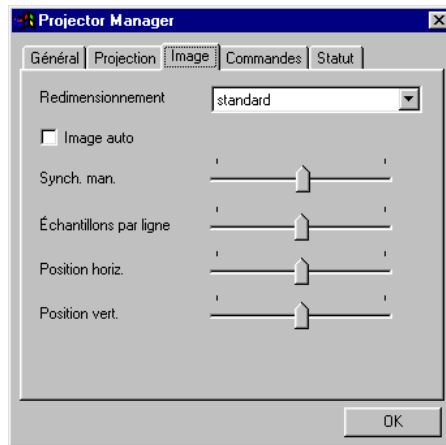 Projector Manager
Général Projection Image Commandes Statut
Redimensionnement standard
Image auto
Synch. man.
Échantillons par ligne
Position horiz.
Position vert.
OK